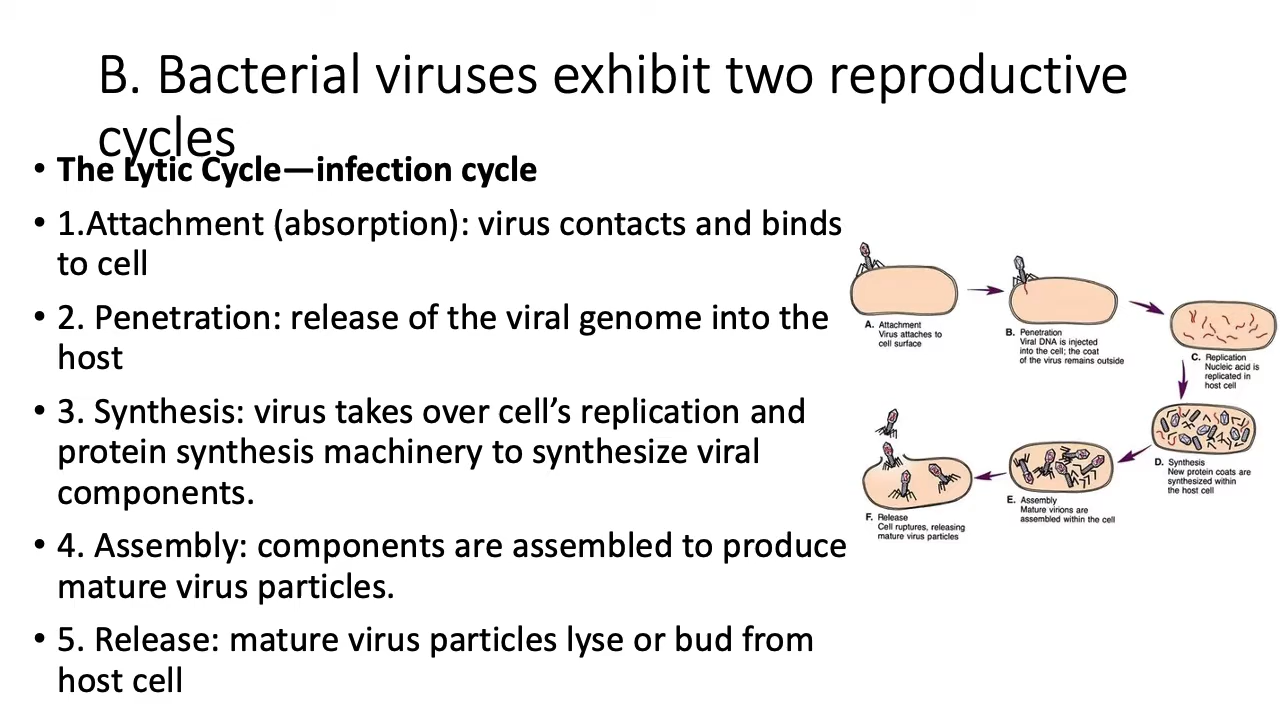 B. Bacterial viruses exhibit two reproductive
cycles
• The Lytic Cycle—infection cycle
• 1.Attachment (absorption): virus contacts and binds
to cell
• 2. Penetration: release of the viral genome into the
host
• 3. Synthesis: virus takes over cell’s replication and
protein synthesis machinery to synthesize viral
components.
• 4. Assembly: components are assembled to produce
mature virus particles.
• 5. Release: mature virus particles lyse or bud from
host cell
A. Attachment
Virus attaches to
cell surface
B. Penetration
Viral DNA is injected
into the cell; the coat
of the virus remains outside
C. Replication
Nucleic acid is
replicated in
host cell
D. Synthesis
New protein coats are
synthesized within
the host cell
E. Assembly
Mature virions are
assembled within the cell
F. Release
Cell ruptures, releasing
mature virus particles